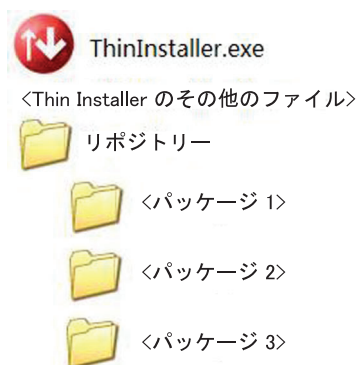 ThinInstaller.exe
<Thin Installer のその他のファイル>
リポジトリー
<パッケージ 1>
<パッケージ 2>
<パッケージ 3>